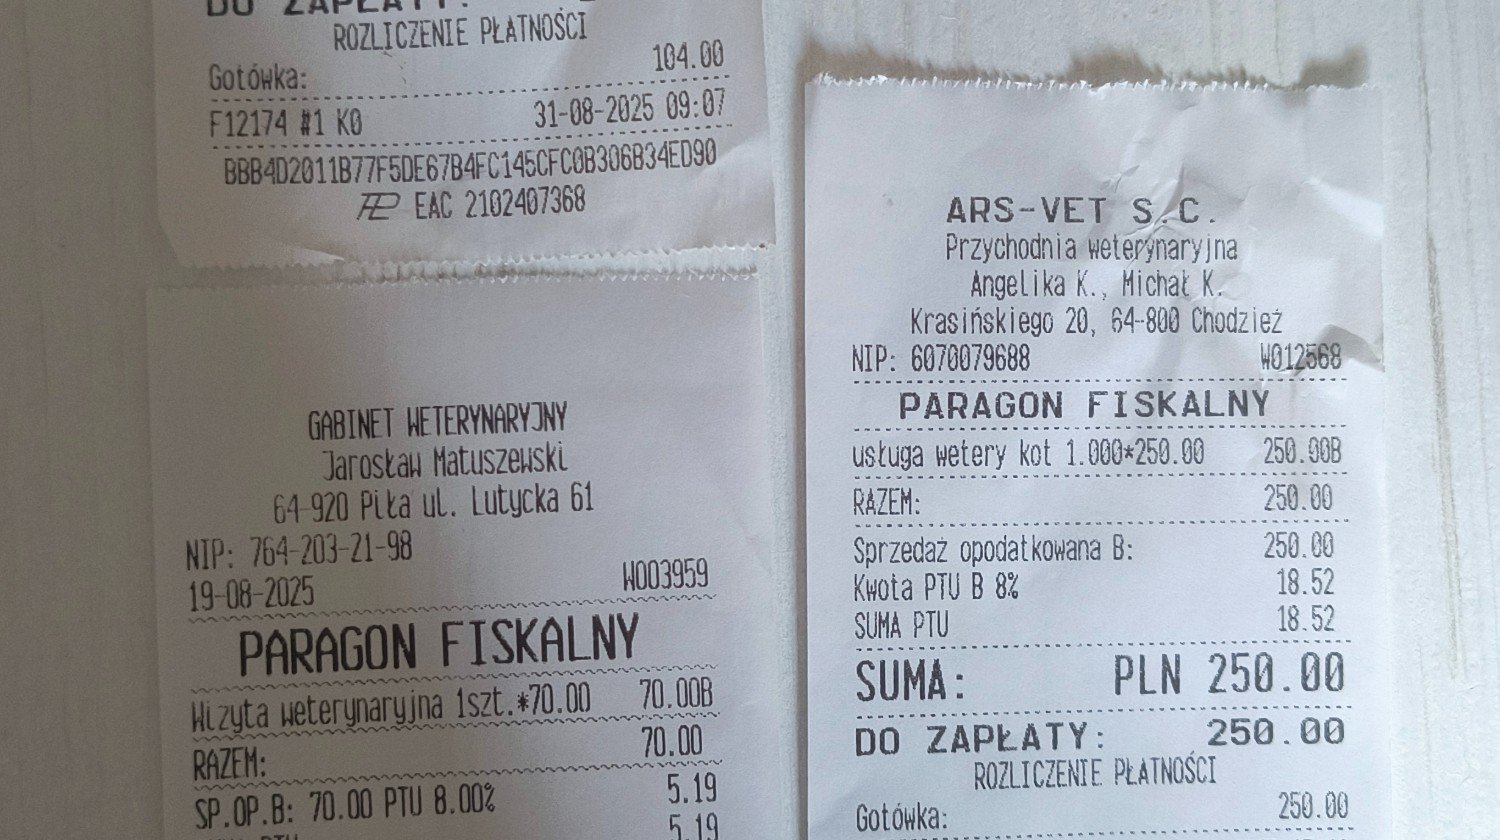 DO ZAPŁATY:
ROZLICZENIE PŁATNOŚCI
Gotówka: 104.00
F12174 #1 K0 31-08-2025 09:07
BBB4D2011B77F5DE67B4FC145CFC0B306B34ED90
EAC 2102407368
GABINET WETERYNARYJNY
Jarosław Matuszewski
64-920 Piła ul. Lutycka 61
NIP: 764-203-21-98
19-08-2025 W003959
PARAGON FISKALNY
Wizyta weterynaryjna 1szt.*70.00 70.00B
RAZEM: 70.00
SP.OP.B: 70.00 PTU 8.00% 5.19
5.19
ARS-VET S.C.
Przychodnia weterynaryjna
Angelika K., Michał K.
Krasińskiego 20, 64-800 Chodzież
NIP: 6070079688 W012568
PARAGON FISKALNY
usługa wetery kot 1.000*250.00 250.00B
RAZEM: 250.00
Sprzedaż opodatkowana B: 250.00
Kwota PTU B 8% 18.52
SUMA PTU 18.52
SUMA: PLN 250.00
DO ZAPŁATY: 250.00
ROZLICZENIE PŁATNOŚCI
Gotówka: 250.00